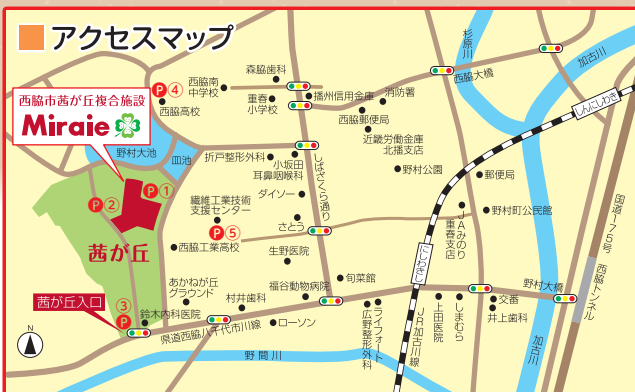 アクセスマップ
西脇市茜が丘複合施設
Miraie
P④
西脇高校
西脇南
中学校
森脇歯科
重春
小学校
播州信用金庫
消防署
西脇郵便局
近畿労働金庫
北播支店
杉原川
西脇大橋
加古川
しんにしわき
野村大池
皿池
折戸整形外科
小坂田
耳鼻咽喉科
しばざくら通り
野村公園
郵便局
P①
P②
ダイソー
繊維工業技術
支援センター
P⑤
さとう
JAみのり
重春支店
野村町公民館
国道175号
茜が丘
西脇工業高校
生野医院
にしわきし
西脇トンネル
あかねが丘
グラウンド
福谷動物病院
旬菜館
野村大橋
茜が丘入口
③
P
鈴木内科医院
村井歯科
ローソン
県道西脇八千代市川線
ライフォート
広野整形外科
JR加古川線
上田医院
しまむら
交番
井上歯科
加古川
野間川
N